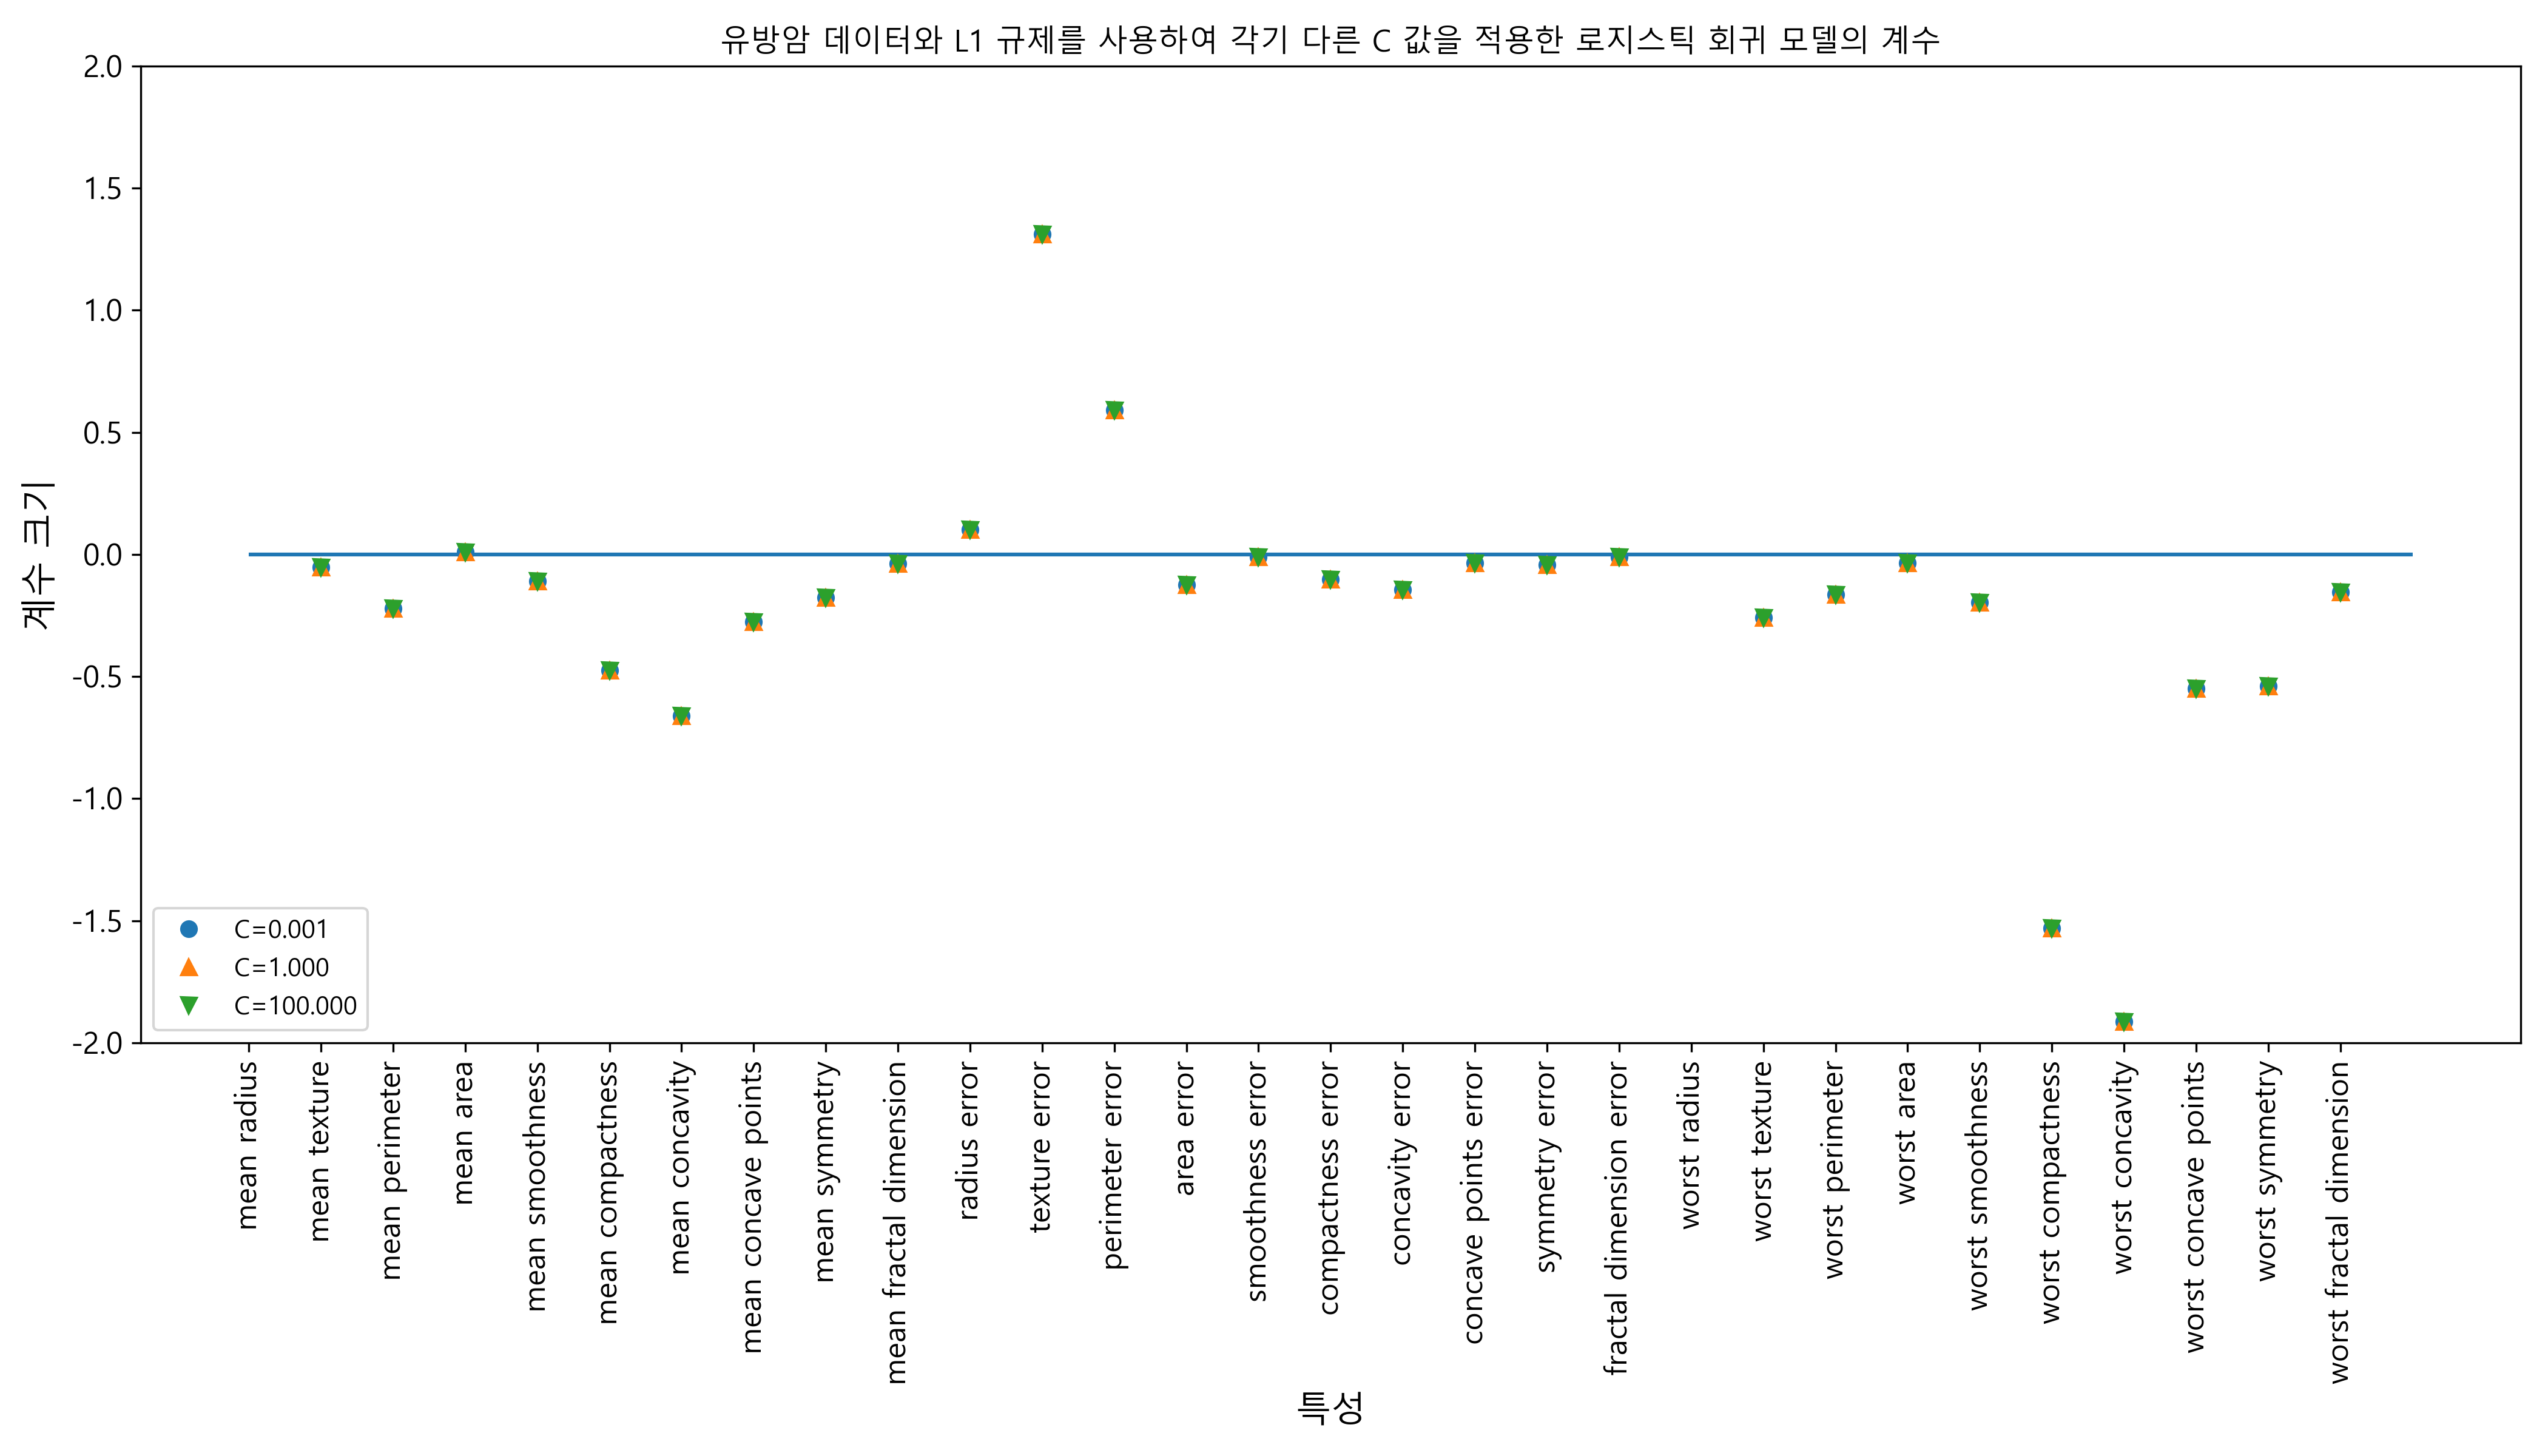 유방암 데이터와 L1 규제를 사용하여 각기 다른 C 값을 적용한 로지스틱 회귀 모델의 계수
계수 크기
2.0
1.5
1.0
0.5
0.0
-0.5
-1.0
-1.5
-2.0
C=0.001
C=1.000
C=100.000
mean radius
mean texture
mean perimeter
mean area
mean smoothness
mean compactness
mean concavity
mean concave points
mean symmetry
mean fractal dimension
radius error
texture error
perimeter error
area error
smoothness error
compactness error
concavity error
concave points error
symmetry error
fractal dimension error
worst radius
worst texture
worst perimeter
worst area
worst smoothness
worst compactness
worst concavity
worst concave points
worst symmetry
worst fractal dimension
특성